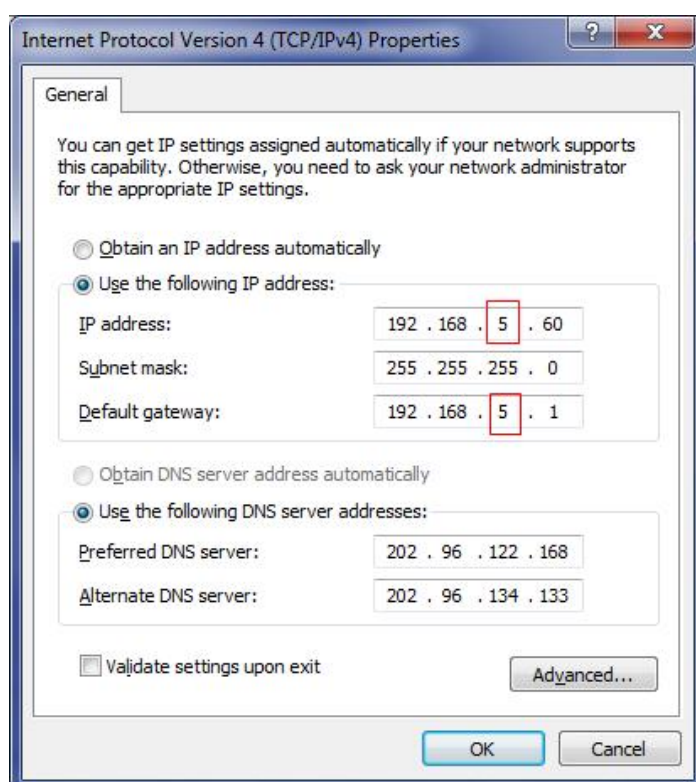 Internet Protocol Version 4 (TCP/IPv4) Properties
General
You can get IP settings assigned automatically if your network supports
this capability. Otherwise, you need to ask your network administrator
for the appropriate IP settings.
Obtain an IP address automatically
Use the following IP address:
IP address: 192 . 168 . 5 . 60
Subnet mask: 255 . 255 . 255 . 0
Default gateway: 192 . 168 . 5 . 1
Obtain DNS server address automatically
Use the following DNS server addresses:
Preferred DNS server: 202 . 96 . 122 . 168
Alternate DNS server: 202 . 96 . 134 . 133
Validate settings upon exit
Advanced...
OK Cancel